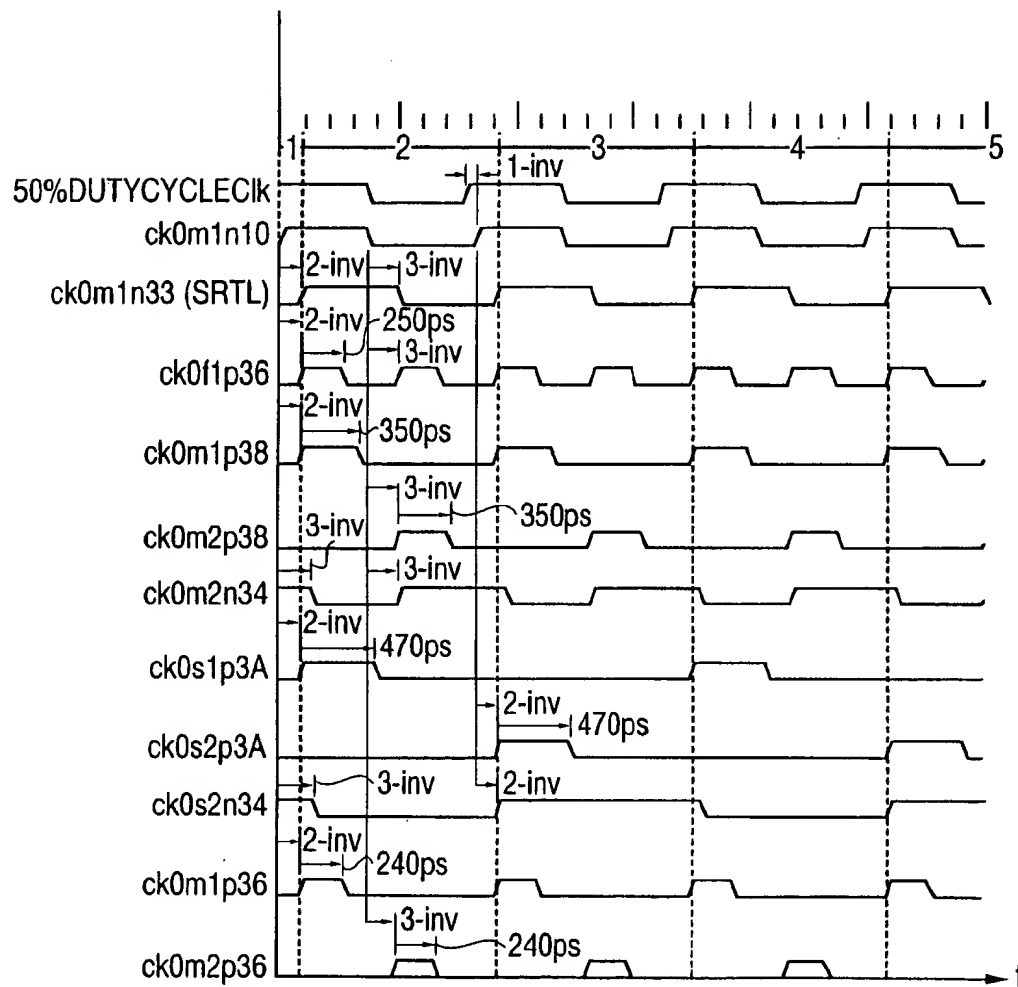 1 2 3 4 5
1-inv
50%DUTYCYCLEClk
ck0m1n10
2-inv 3-inv
ck0m1n33 (SRTL)
2-inv 250ps
3-inv
ck0f1p36
2-inv
350ps
ck0m1p38
3-inv
350ps
3-inv
ck0m2p38
3-inv
ck0m2n34
2-inv
470ps
ck0s1p3A
2-inv
470ps
ck0s2p3A
3-inv 2-inv
ck0s2n34
2-inv
240ps
ck0m1p36
3-inv
240ps
ck0m2p36
t